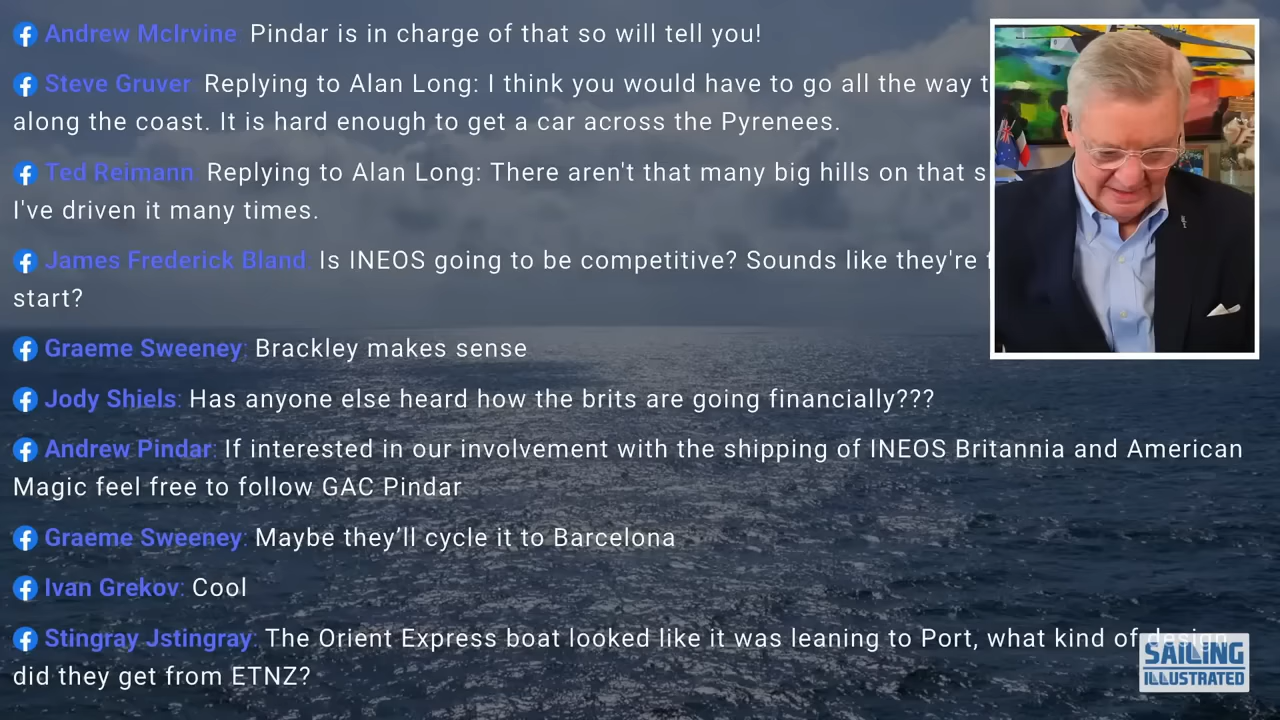 Andrew McIrvine: Pindar is in charge of that so will tell you!
Steve Gruver: Replying to Alan Long: I think you would have to go all the way
along the coast. It is hard enough to get a car across the Pyrenees.
Ted Reimann: Replying to Alan Long: There aren't that many big hills on that
I've driven it many times.
James Frederick Bland: Is INEOS going to be competitive? Sounds like they're
start?
Graeme Sweeney: Brackley makes sense
Jody Shiels: Has anyone else heard how the brits are going financially???
Andrew Pindar: If interested in our involvement with the shipping of INEOS Britannia and American
Magic feel free to follow GAC Pindar
Graeme Sweeney: Maybe they’ll cycle it to Barcelona
Ivan Grekov: Cool
Stingray Jstingray: The Orient Express boat looked like it was leaning to Port, what kind of design
did they get from ETNZ?
SAILING
ILLUSTRATED